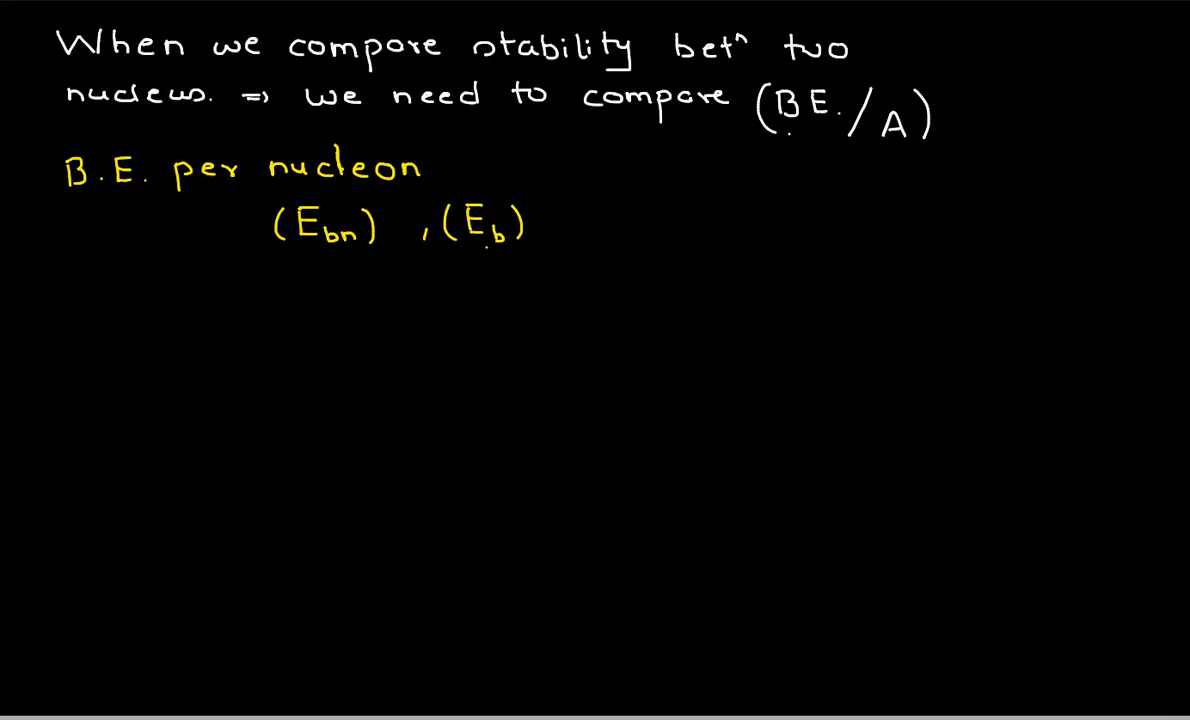 When we compare stability betⁿ two
nucleus. ⇒ we need to compare (B E./A)
B.E. per nucleon
(Ebn) , (Eb)